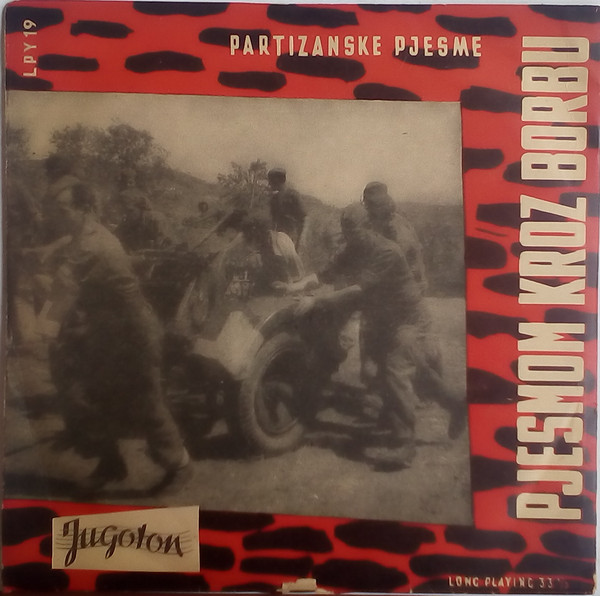 LPY 19
PARTIZANSKE PJESME
PJESMOM KROZ BORBU
Jugoton
LONG PLAYING 33